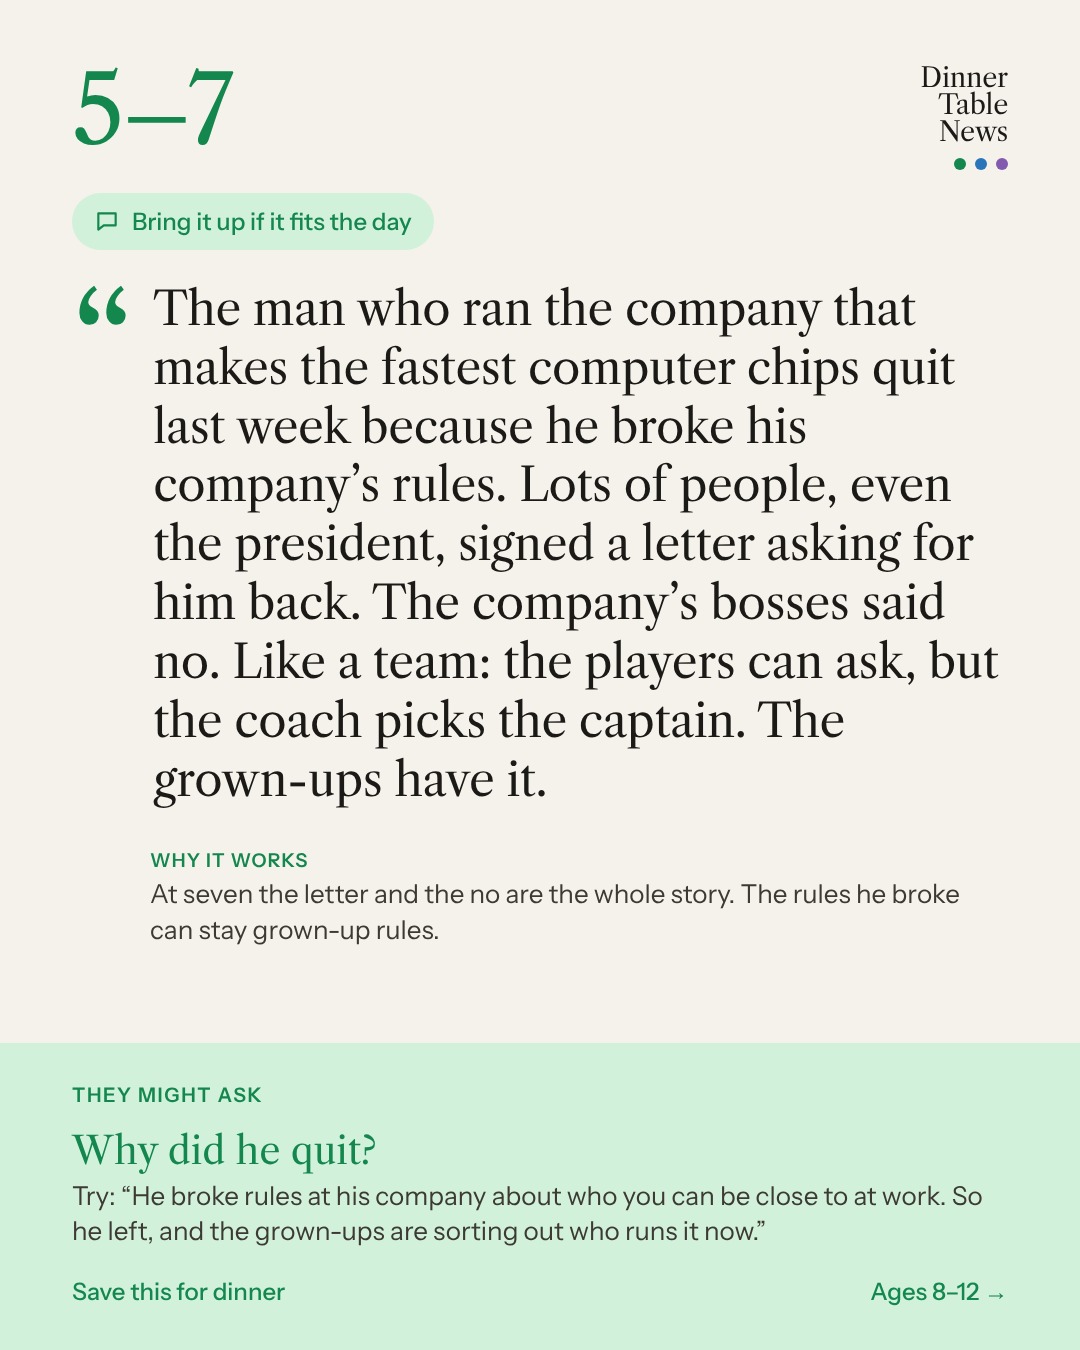 5–7
Dinner
Table
News
Bring it up if it fits the day
“The man who ran the company that
makes the fastest computer chips quit
last week because he broke his
company’s rules. Lots of people, even
the president, signed a letter asking for
him back. The company’s bosses said
no. Like a team: the players can ask, but
the coach picks the captain. The
grown-ups have it.
WHY IT WORKS
At seven the letter and the no are the whole story. The rules he broke
can stay grown-up rules.
THEY MIGHT ASK
Why did he quit?
Try: “He broke rules at his company about who you can be close to at work. So
he left, and the grown-ups are sorting out who runs it now.”
Save this for dinner
Ages 8–12 →